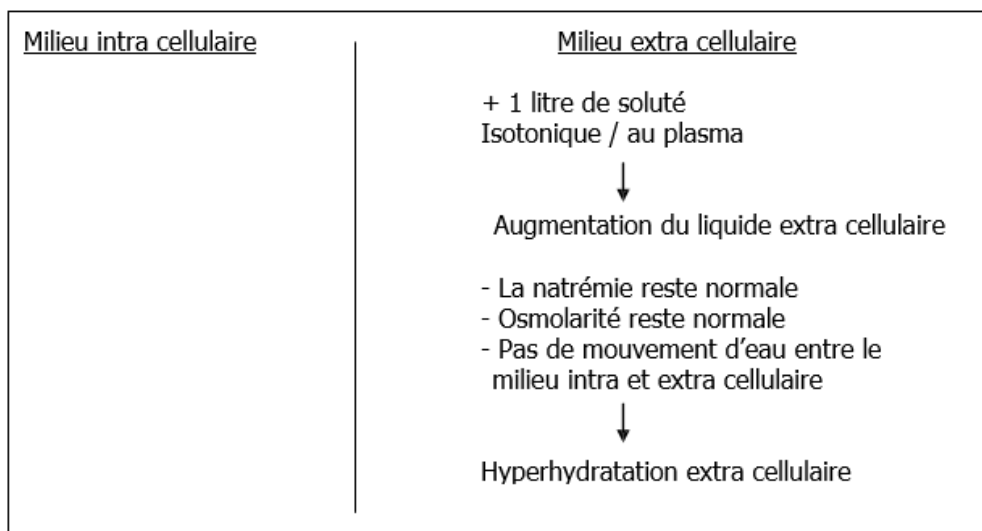 Milieu intra cellulaire
Milieu extra cellulaire
+ 1 litre de soluté
Isotonique / au plasma
Augmentation du liquide extra cellulaire
- La natrémie reste normale
- Osmolarité reste normale
- Pas de mouvement d’eau entre le
milieu intra et extra cellulaire
Hyperhydratation extra cellulaire